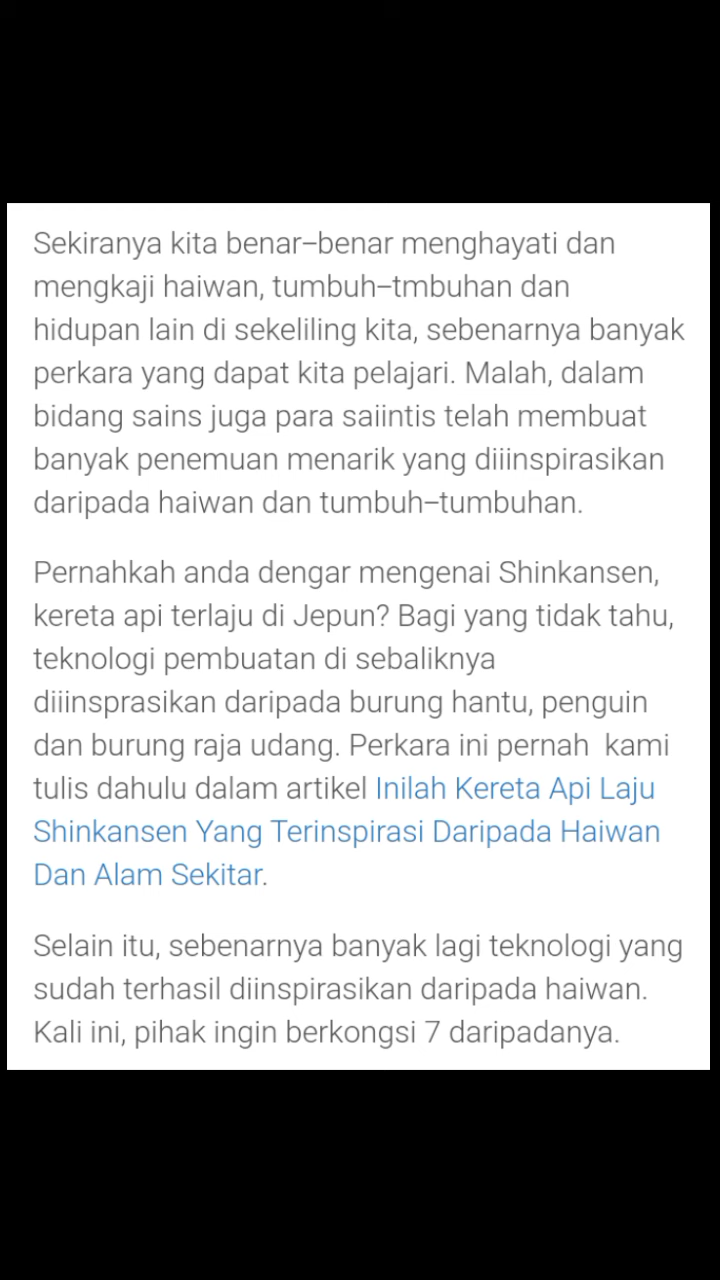 Sekiranya kita benar–benar menghayati dan
mengkaji haiwan, tumbuh–tmbuhan dan
hidupan lain di sekeliling kita, sebenarnya banyak
perkara yang dapat kita pelajari. Malah, dalam
bidang sains juga para saiintis telah membuat
banyak penemuan menarik yang diiinspirasikan
daripada haiwan dan tumbuh–tumbuhan.
Pernahkah anda dengar mengenai Shinkansen,
kereta api terlaju di Jepun? Bagi yang tidak tahu,
teknologi pembuatan di sebaliknya
diiinsprasikan daripada burung hantu, penguin
dan burung raja udang. Perkara ini pernah  kami
tulis dahulu dalam artikel Inilah Kereta Api Laju
Shinkansen Yang Terinspirasi Daripada Haiwan
Dan Alam Sekitar.
Selain itu, sebenarnya banyak lagi teknologi yang
sudah terhasil diinspirasikan daripada haiwan.
Kali ini, pihak ingin berkongsi 7 daripadanya.